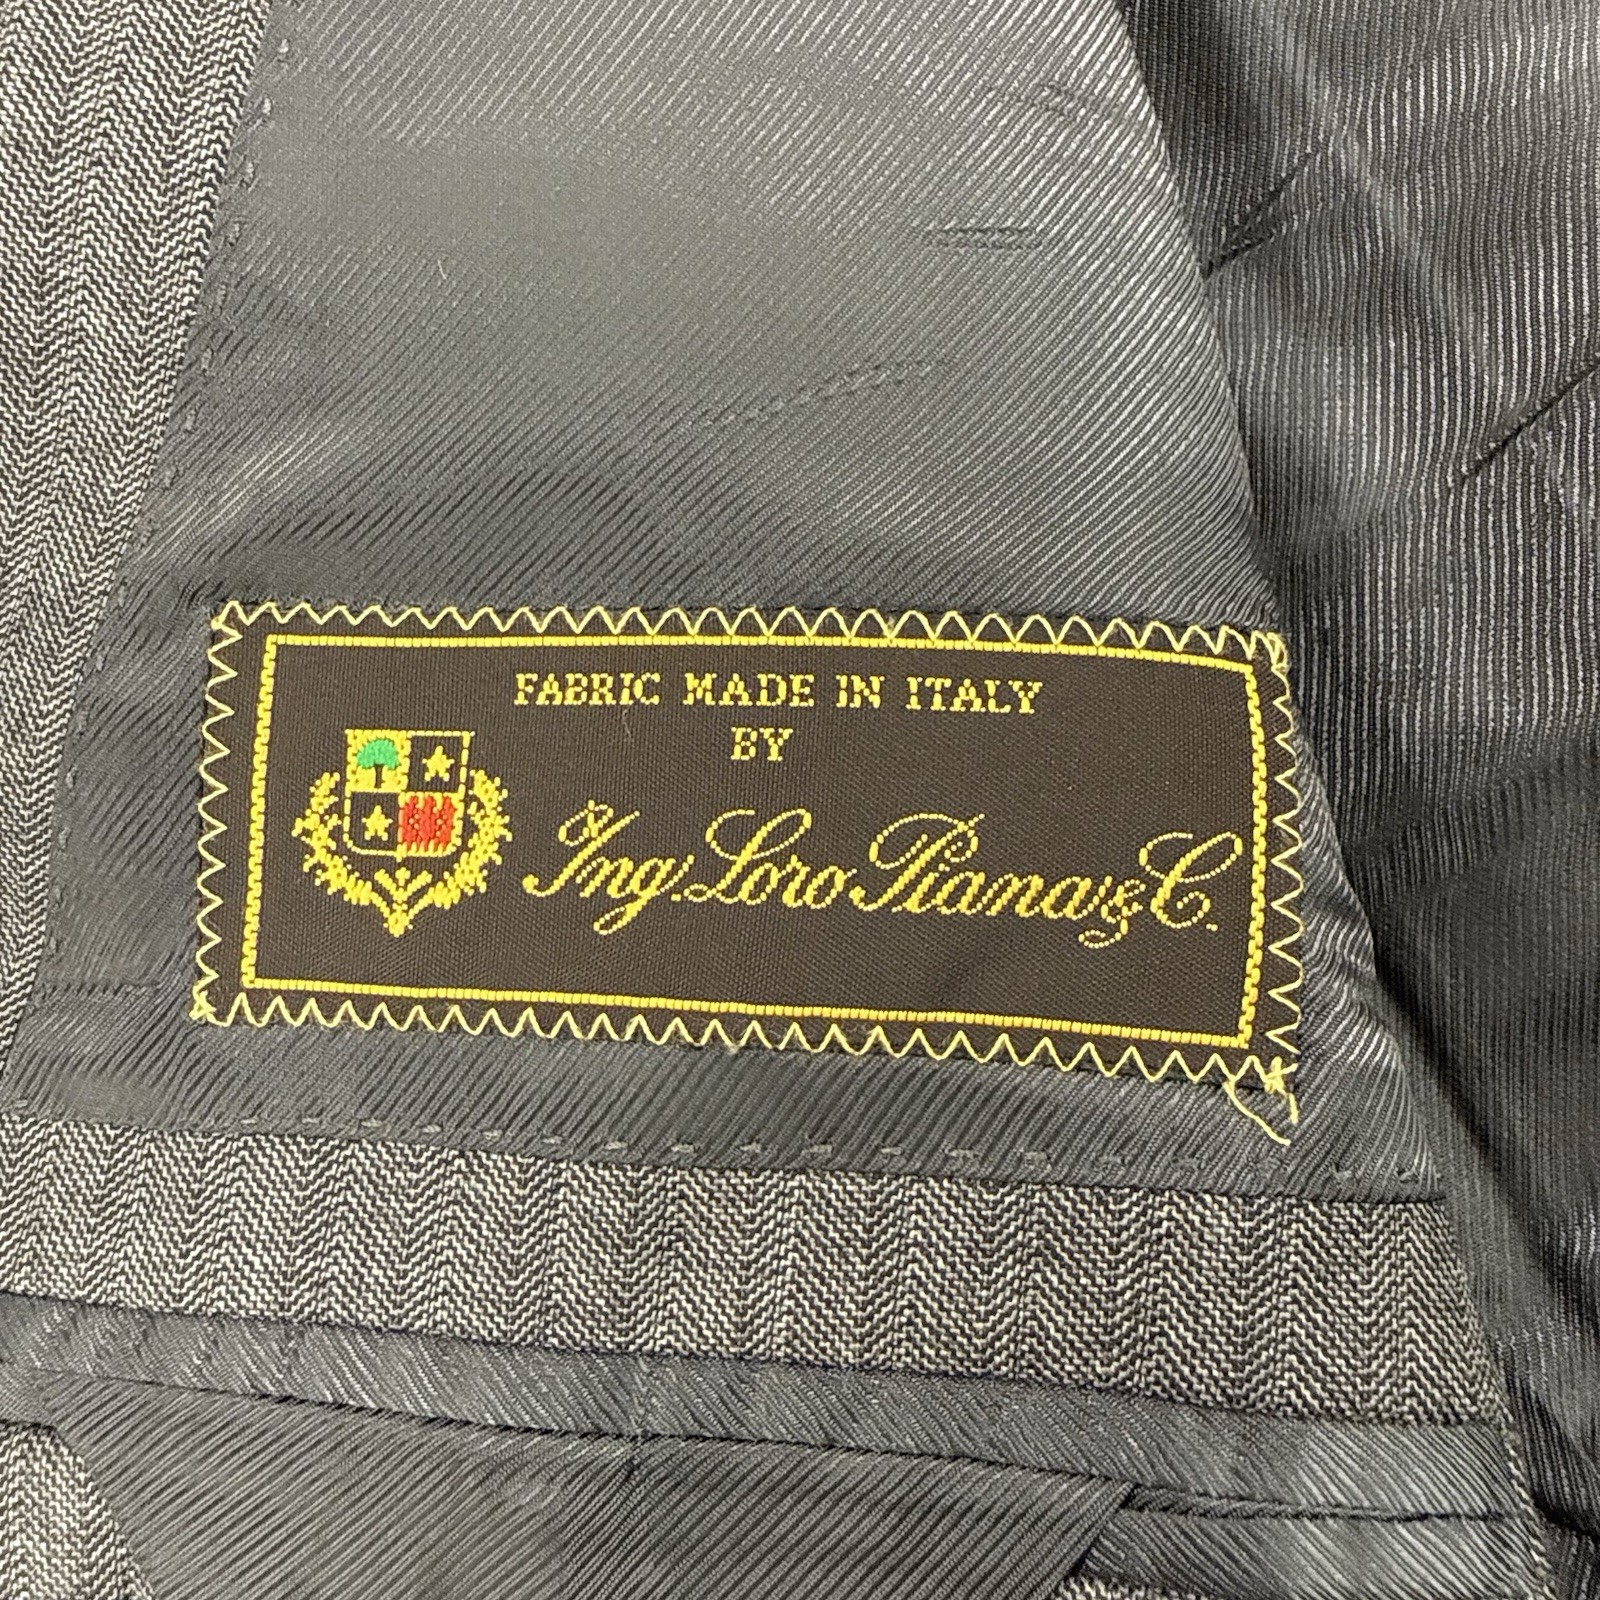 FABRIC MADE IN ITALY
BY
Ing. Loro Piana & C.